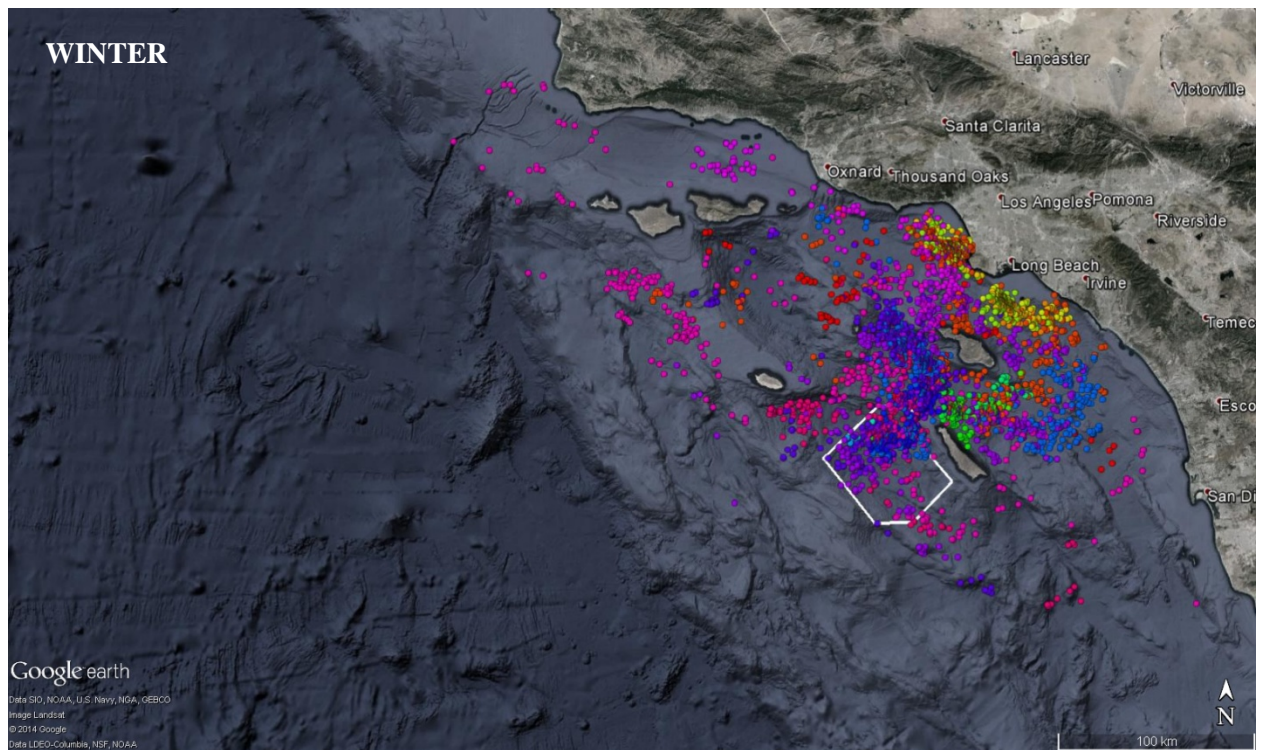 WINTER
Lancaster
Victorville
Santa Clarita
Oxnard
Thousand Oaks
Los Angeles
Pomona
Riverside
Long Beach
Irvine
Temec
Esco
San Di
Google earth
Data SIO, NOAA, U.S. Navy, NGA, GEBCO
Image Landsat
© 2014 Google
Data LDEO-Columbia, NSF, NOAA
N
100 km